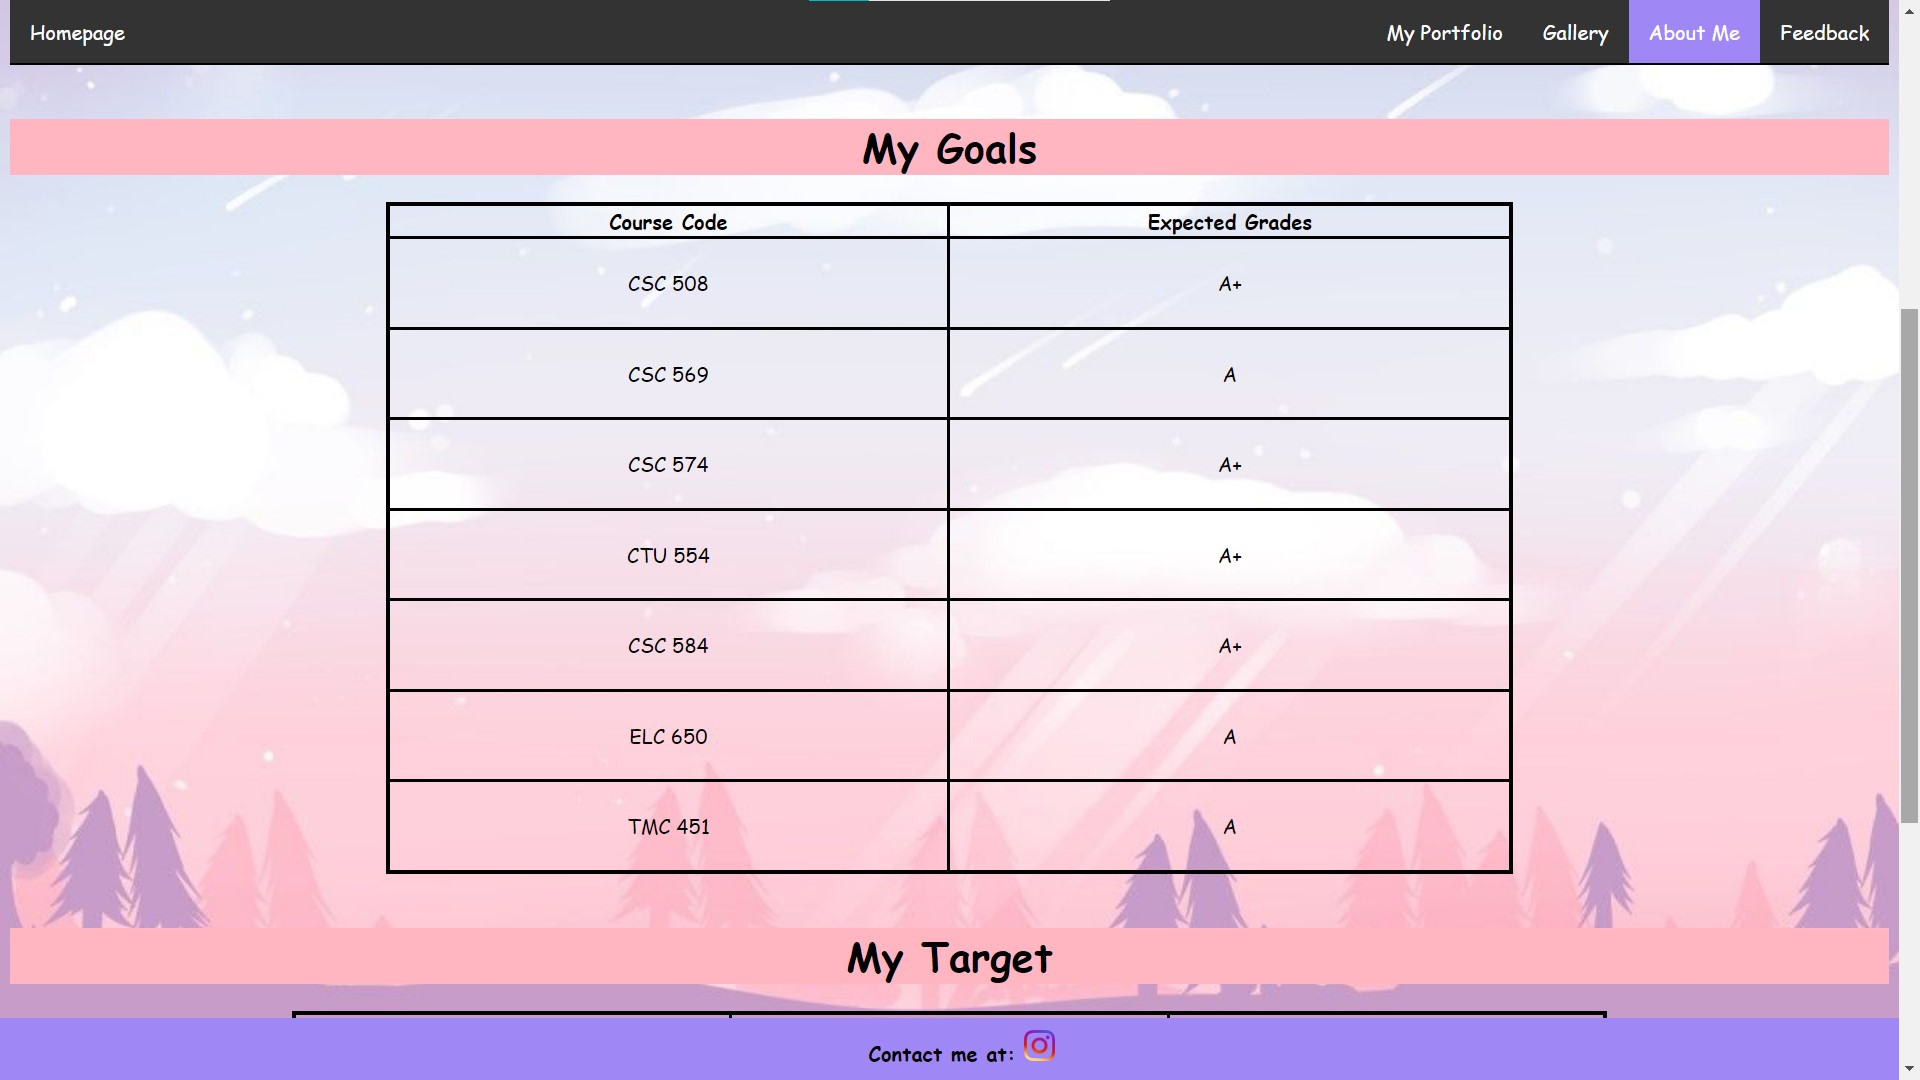 Homepage My Portfolio Gallery About Me Feedback
My Goals
Course Code Expected Grades
CSC 508 A+
CSC 569 A
CSC 574 A+
CTU 554 A+
CSC 584 A+
ELC 650 A
TMC 451 A
My Target
Contact me at: